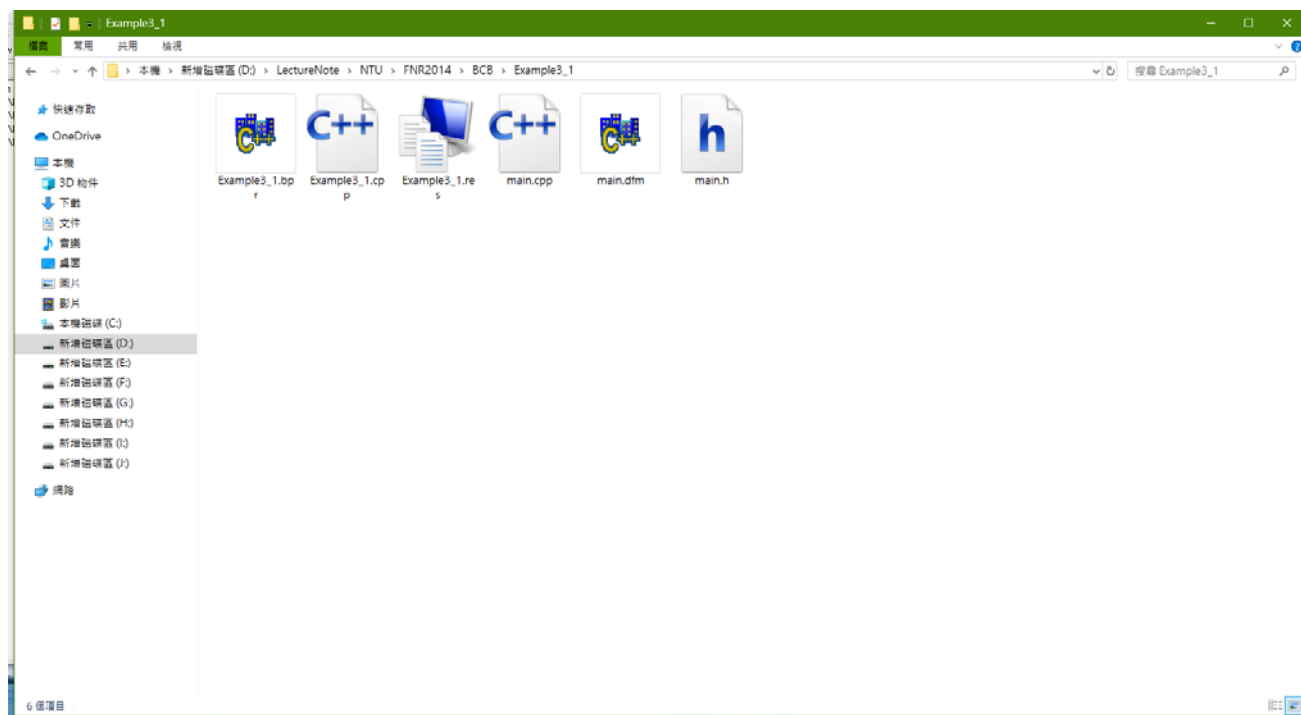 Example3_1
檔案 常用 共用 檢視
本機 > 新增磁碟區 (D:) > LectureNote > NTU > FNR2014 > BCB > Example3_1
搜尋 Example3_1
快速存取
OneDrive
本機
3D 物件
下載
文件
音樂
桌面
圖片
影片
本機磁碟 (C:)
新增磁碟區 (D:)
新增磁碟區 (E:)
新增磁碟區 (F:)
新增磁碟區 (G:)
新增磁碟區 (H:)
新增磁碟區 (I:)
新增磁碟區 (J:)
網路
C++
C++
C++
C++
h
Example3_1.bp
r
Example3_1.cp
p
Example3_1.re
s
main.cpp
main.dfm
main.h
6 個項目